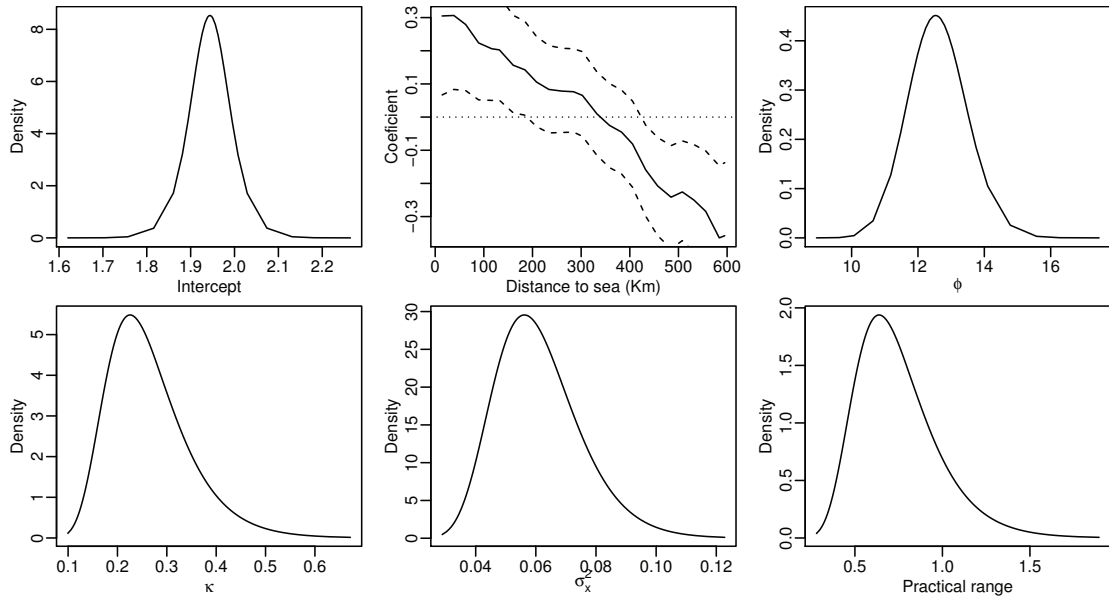 Density
0 2 4 6 8
1.6 1.7 1.8 1.9 2.0 2.1 2.2
Intercept
Coeficient
−0.3 −0.1 0.1 0.3
0 100 200 300 400 500 600
Distance to sea (Km)
Density
0.0 0.1 0.2 0.3 0.4
10 12 14 16
ϕ
Density
0 1 2 3 4 5
0.1 0.2 0.3 0.4 0.5 0.6
κ
Density
0 5 10 15 20 25 30
0.04 0.06 0.08 0.10 0.12
σ²ₓ
Density
0.0 0.5 1.0 1.5 2.0
0.5 1.0 1.5
Practical range